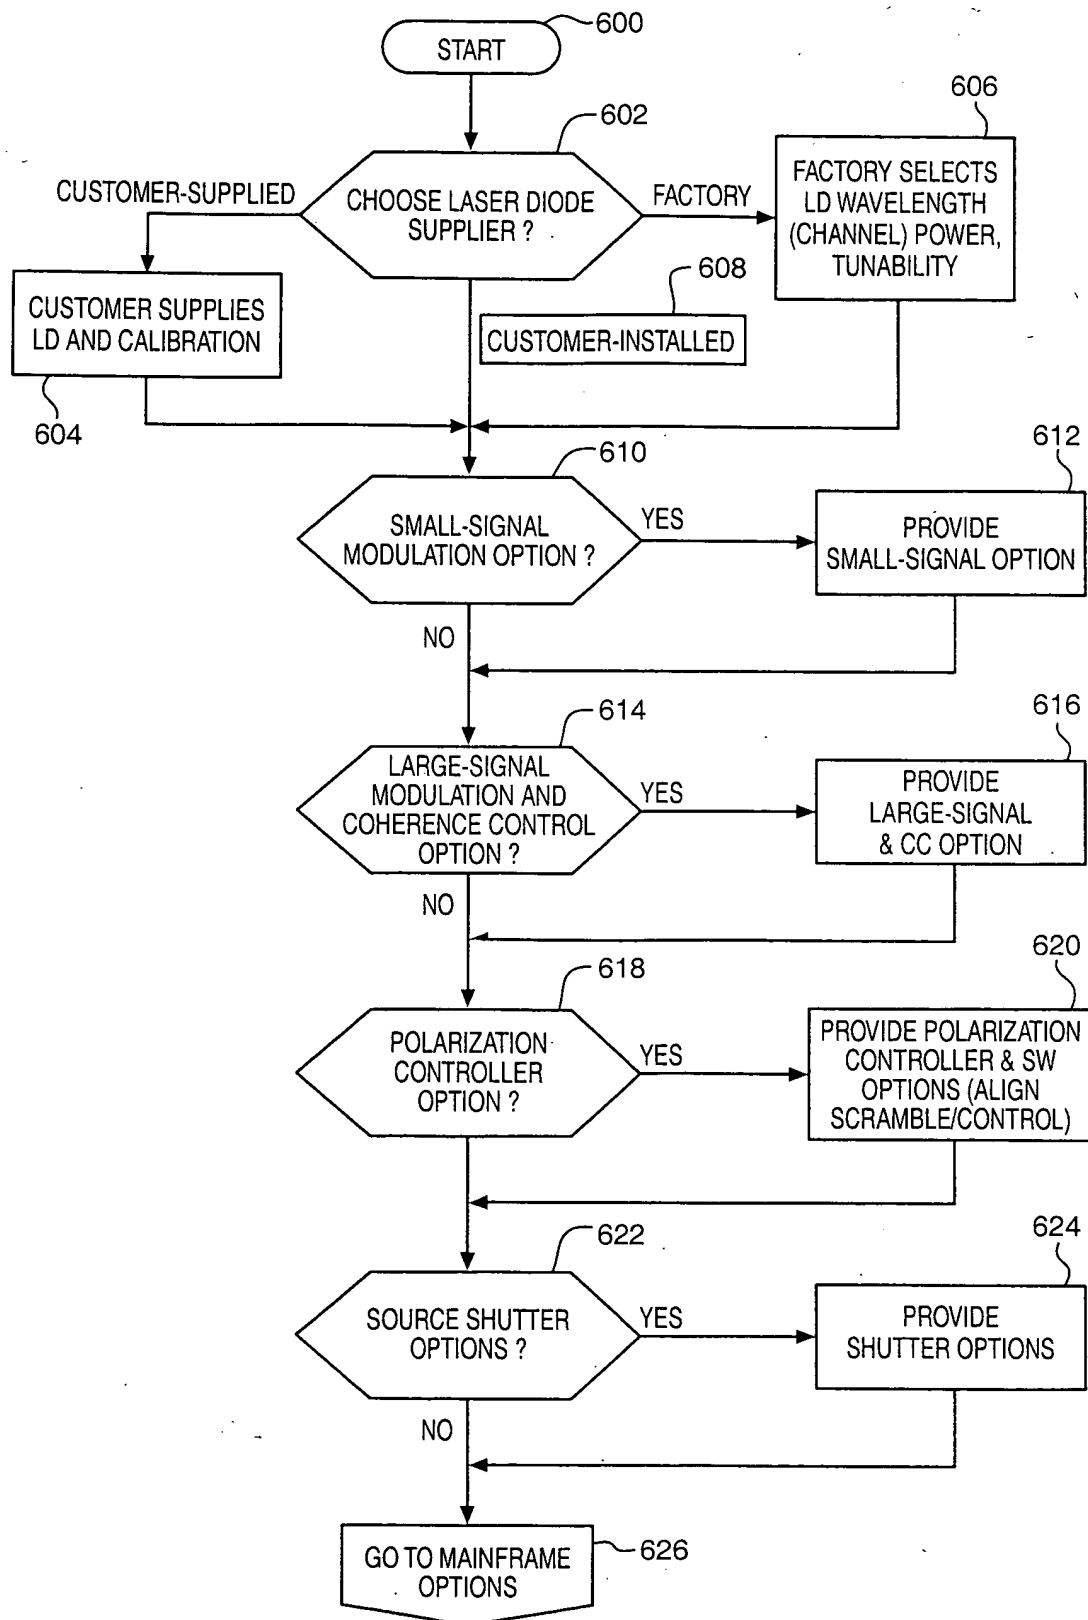 600
START
602
606
CUSTOMER-SUPPLIED
CHOOSE LASER DIODE
SUPPLIER ?
FACTORY
FACTORY SELECTS
LD WAVELENGTH
(CHANNEL) POWER,
TUNABILITY
608
CUSTOMER SUPPLIES
LD AND CALIBRATION
CUSTOMER-INSTALLED
604
610
612
SMALL-SIGNAL
MODULATION OPTION ?
YES
PROVIDE
SMALL-SIGNAL OPTION
NO
614
616
LARGE-SIGNAL
MODULATION AND
COHERENCE CONTROL
OPTION ?
YES
PROVIDE
LARGE-SIGNAL
& CC OPTION
NO
618
620
POLARIZATION
CONTROLLER
OPTION ?
YES
PROVIDE POLARIZATION
CONTROLLER & SW
OPTIONS (ALIGN
SCRAMBLE/CONTROL)
622
624
SOURCE SHUTTER
OPTIONS ?
YES
PROVIDE
SHUTTER OPTIONS
NO
GO TO MAINFRAME
OPTIONS
626